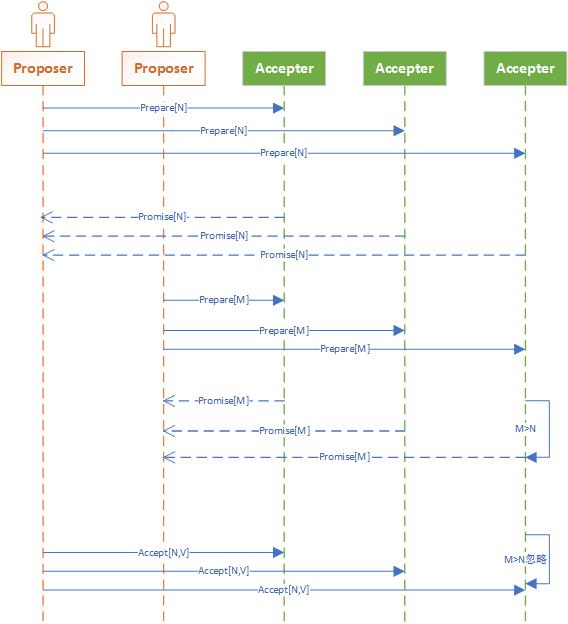 Proposer
Proposer
Accepter
Accepter
Accepter
Prepare[N]
Prepare[N]
Prepare[N]
Promise[N]
Promise[N]
Promise[N]
Prepare[M]
Prepare[M]
Prepare[M]
Promise[M]
M>N
Promise[M]
Promise[M]
Accept[N,V]
M>N忽略
Accept[N,V]
Accept[N,V]